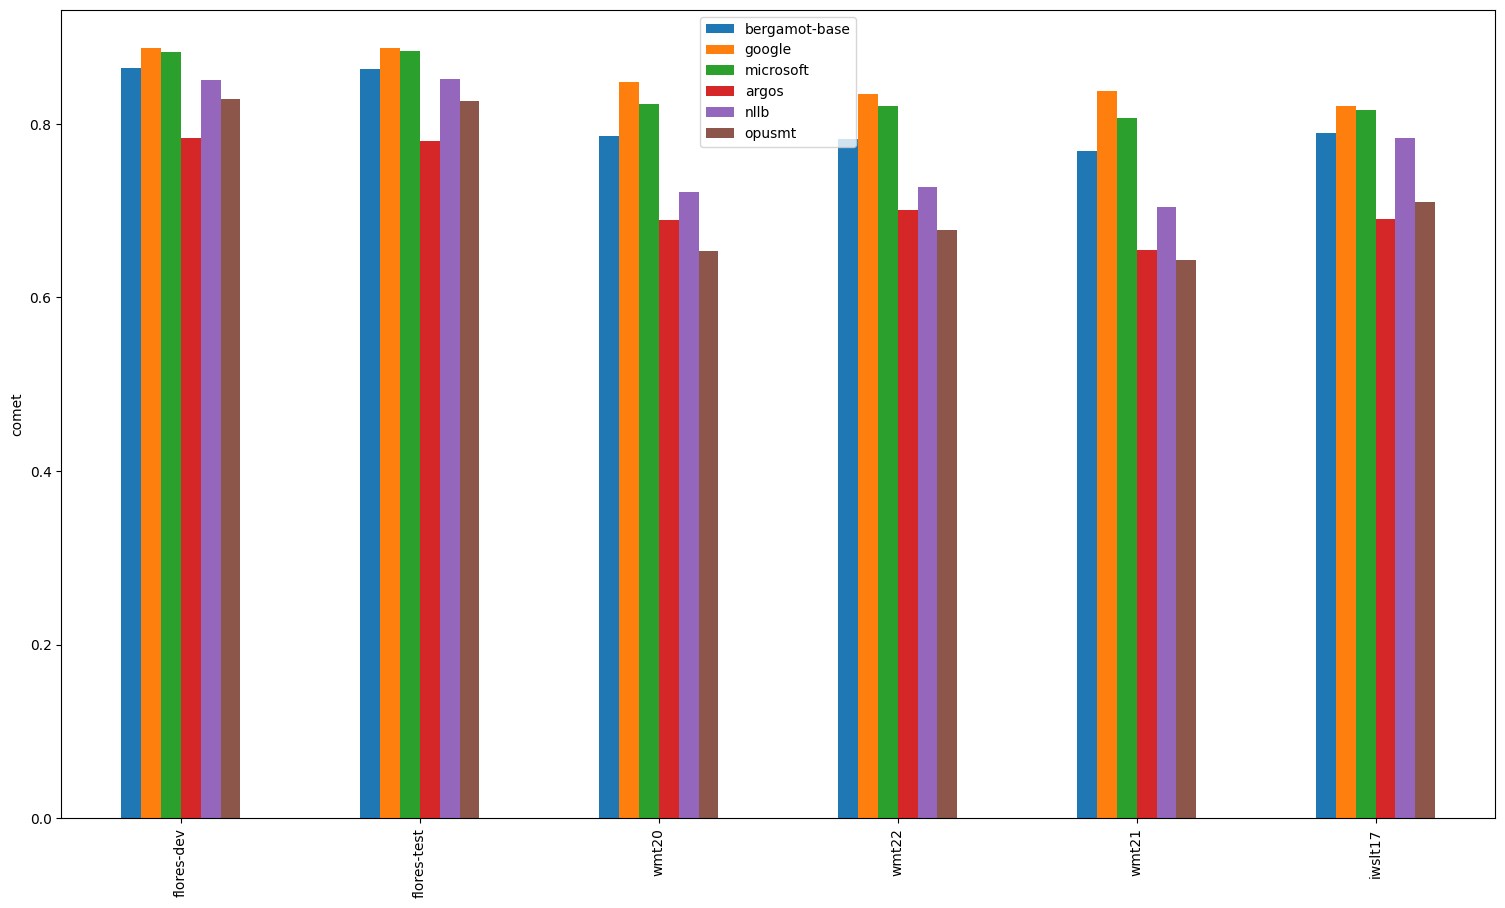 bergamot-base
google
microsoft
argos
nllb
opusmt
comet
0.8
0.6
0.4
0.2
0.0
flores-dev
flores-test
wmt20
wmt22
wmt21
iwslt17